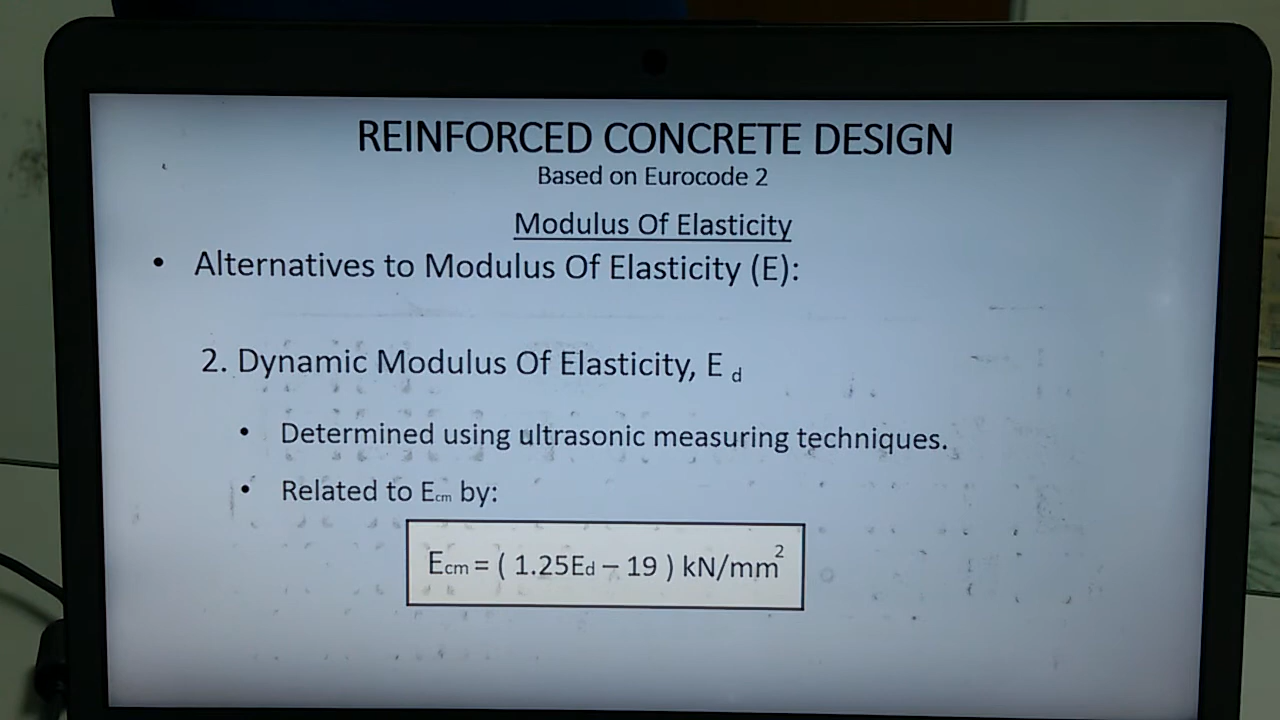 REINFORCED CONCRETE DESIGN
Based on Eurocode 2
Modulus Of Elasticity
• Alternatives to Modulus Of Elasticity (E):
2. Dynamic Modulus Of Elasticity, E d
• Determined using ultrasonic measuring techniques.
• Related to Ecm by:
Ecm = ( 1.25Ed – 19 ) kN/mm²